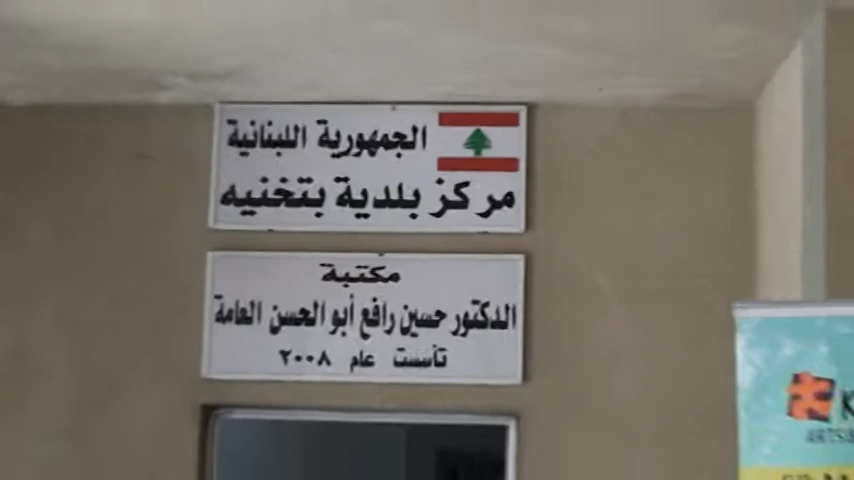 الجمهورية اللبنانية
مركز بلدية بتخنيه
مكتبة
الدكتور حسين رافع أبو الحسن العامة
تأسست عام ٢٠٠٨